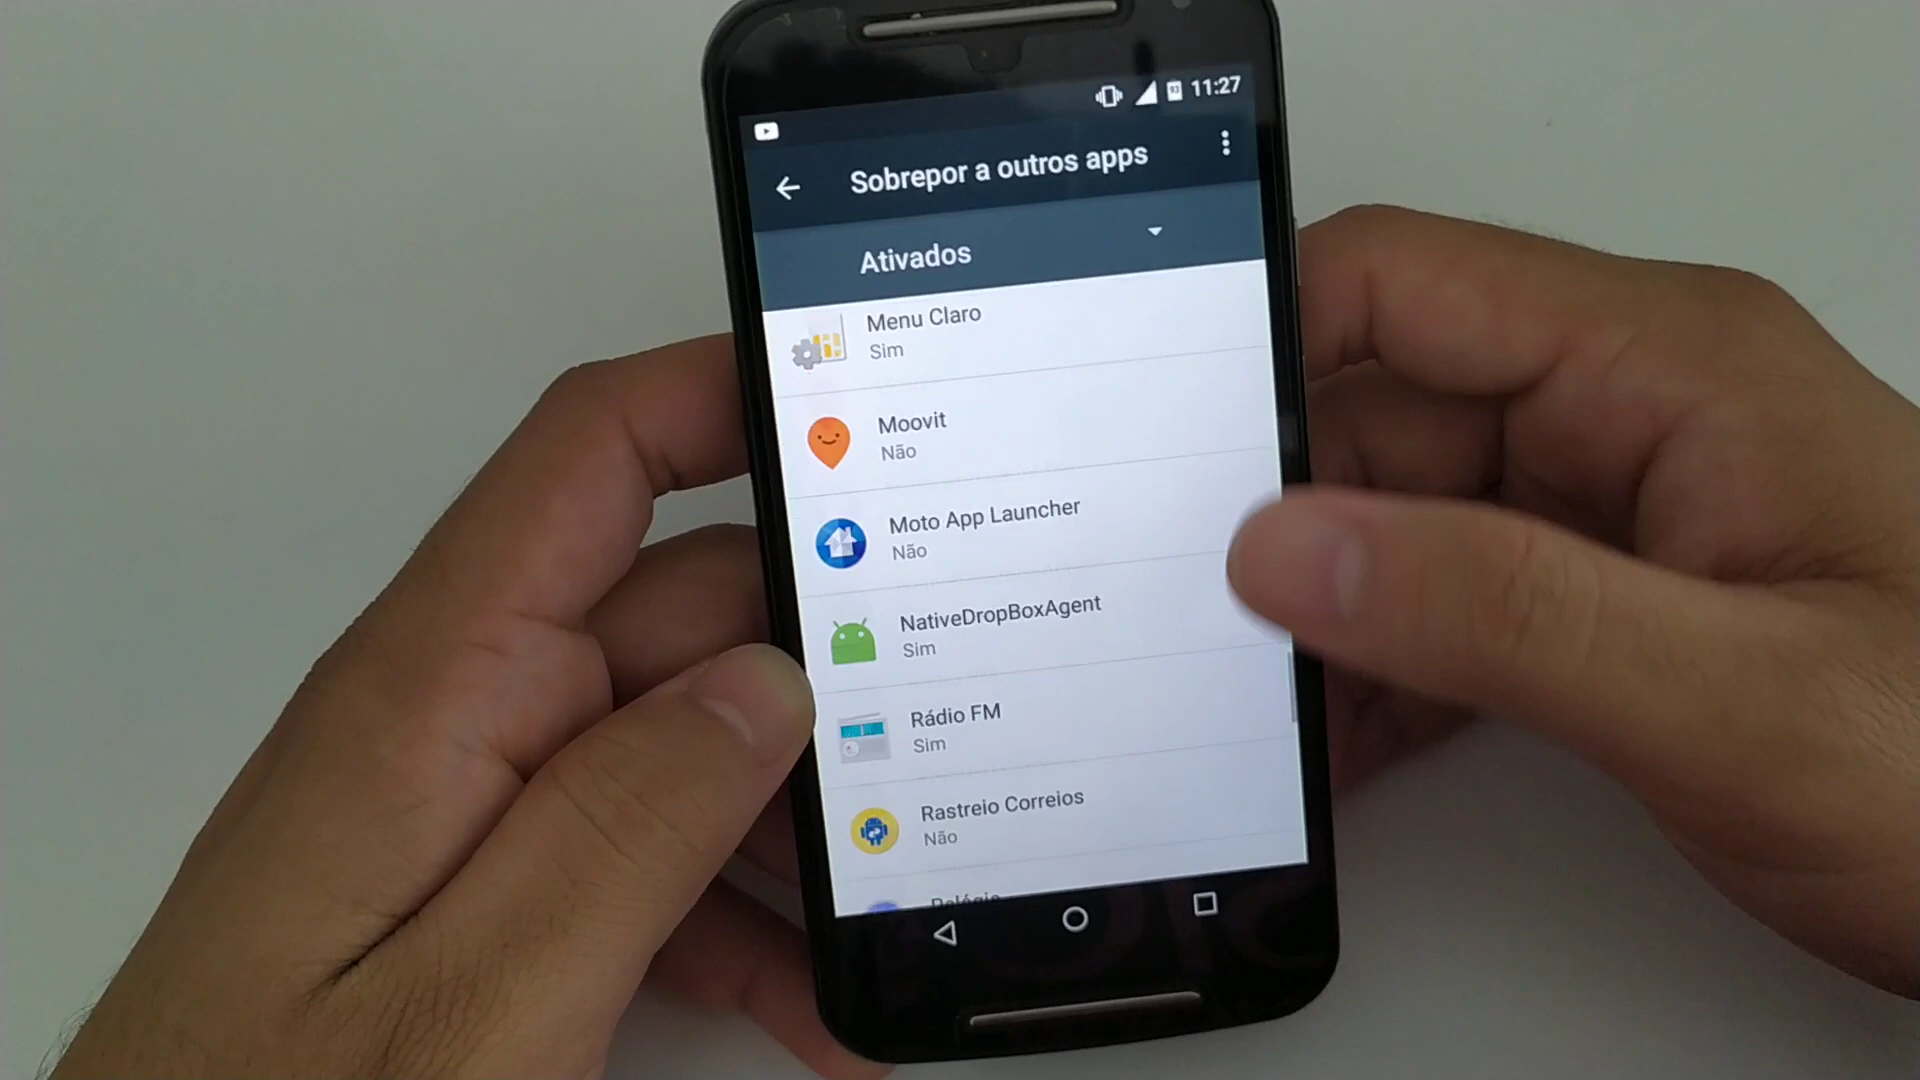 11:27
Sobrepor a outros apps
Ativados
Menu Claro
Sim
Moovit
Não
Moto App Launcher
Não
NativeDropBoxAgent
Sim
Rádio FM
Sim
Rastreio Correios
Não
Relógio